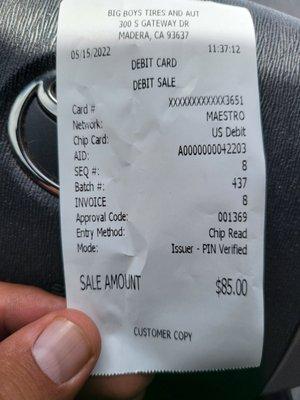 BIG BOYS TIRES AND AUT
300 S GATEWAY DR
MADERA, CA 93637
05/15/2022 11:37:12
DEBIT CARD
DEBIT SALE
Card # XXXXXXXXXXXX3651
Network: MAESTRO
Chip Card: US Debit
AID: A0000000042203
SEQ #: 8
Batch #: 437
INVOICE 8
Approval Code: 001369
Entry Method: Chip Read
Mode: Issuer - PIN Verified
SALE AMOUNT $85.00
CUSTOMER COPY